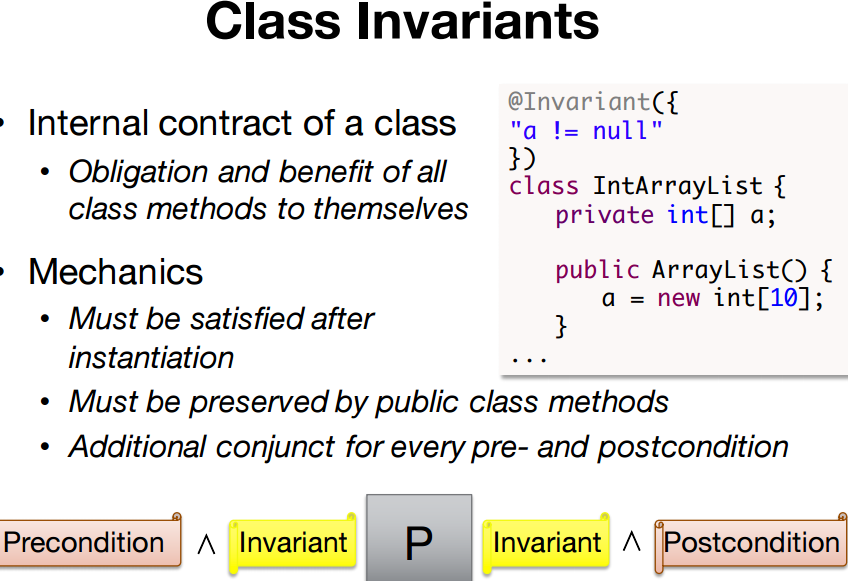 Class Invariants
• Internal contract of a class
• Obligation and benefit of all
class methods to themselves
• Mechanics
• Must be satisfied after
instantiation
• Must be preserved by public class methods
• Additional conjunct for every pre- and postcondition
@Invariant({
"a != null"
})
class IntArrayList {
private int[] a;
public ArrayList() {
a = new int[10];
}
...
Precondition ∧ Invariant P Invariant ∧ Postcondition